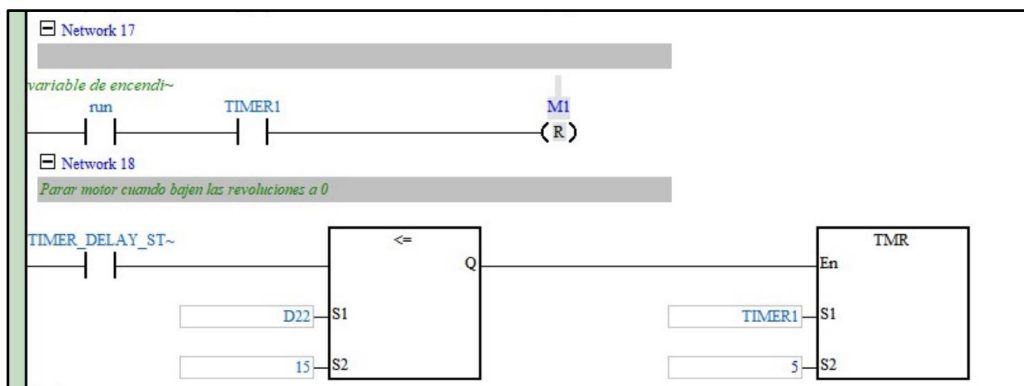 Network 17
variable de encendi~
run TIMER1 M1
( R )
Network 18
Parar motor cuando bajen las revoluciones a 0
TIMER_DELAY_ST~ <= TMR
Q En
D22 S1 TIMER1 S1
15 S2 5 S2